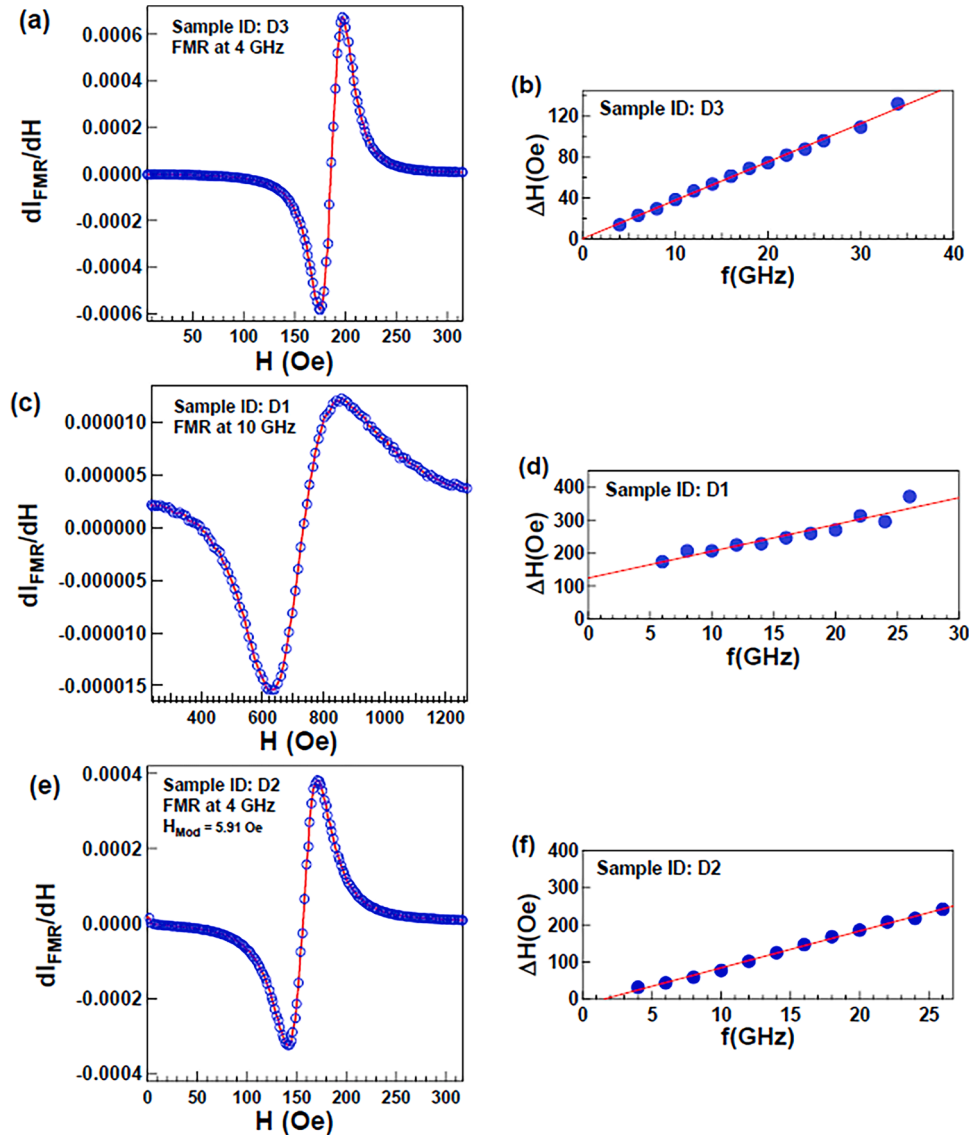 (a)
Sample ID: D3
FMR at 4 GHz
0.0006
0.0004
0.0002
0.0000
-0.0002
-0.0004
-0.0006
dI_FMR/dH
0 50 100 150 200 250 300
H (Oe)
(b)
Sample ID: D3
120
80
40
0
ΔH(Oe)
0 10 20 30 40
f(GHz)
(c)
Sample ID: D1
FMR at 10 GHz
0.000010
0.000005
0.000000
-0.000005
-0.000010
-0.000015
dI_FMR/dH
400 600 800 1000 1200
H (Oe)
(d)
Sample ID: D1
400
300
200
100
0
ΔH(Oe)
0 5 10 15 20 25 30
f(GHz)
(e)
Sample ID: D2
FMR at 4 GHz
H_Mod = 5.91 Oe
0.0004
0.0002
0.0000
-0.0002
-0.0004
dI_FMR/dH
0 50 100 150 200 250 300
H (Oe)
(f)
Sample ID: D2
400
300
200
100
0
ΔH(Oe)
0 5 10 15 20 25
f(GHz)